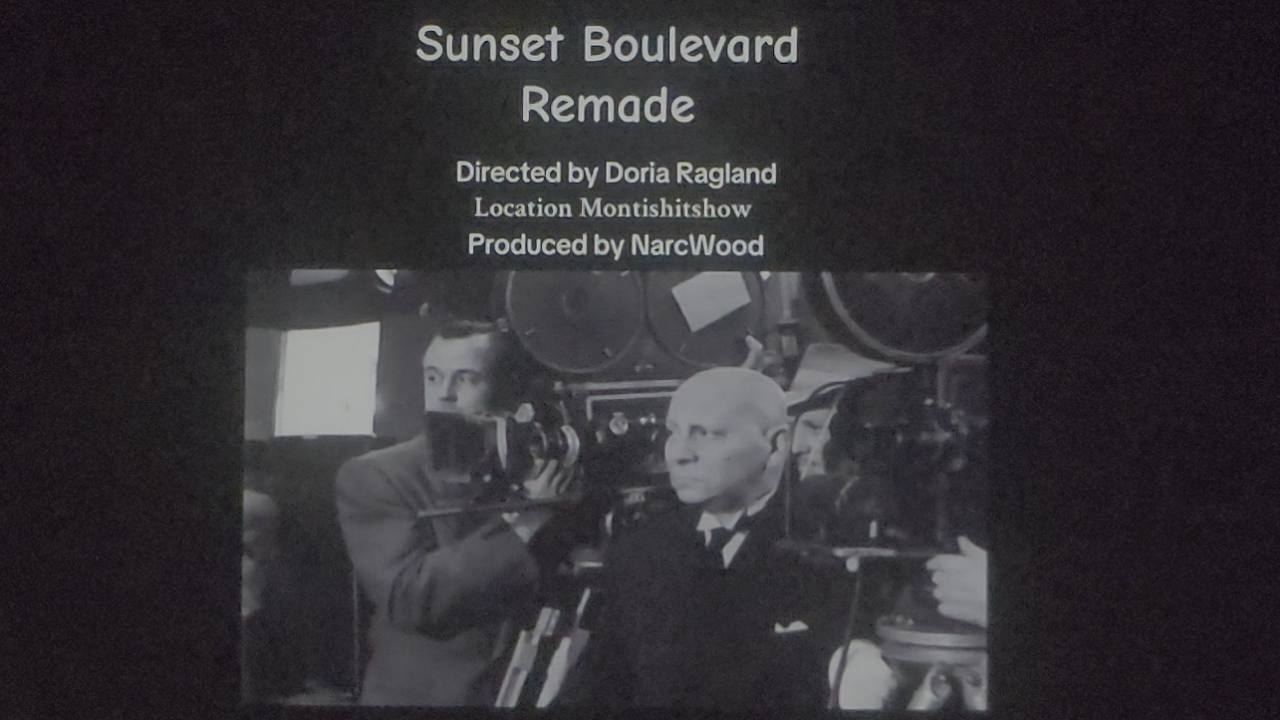 Sunset Boulevard
Remade
Directed by Doria Ragland
Location Montishitshow
Produced by NarcWood